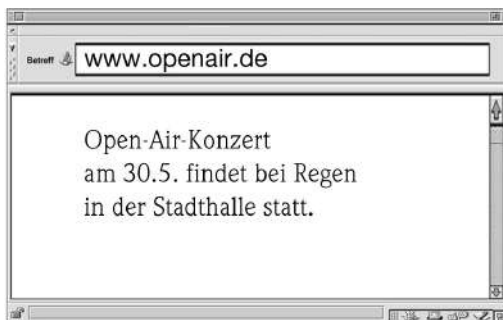 Betreff www.openair.de
Open-Air-Konzert
am 30.5. findet bei Regen
in der Stadthalle statt.